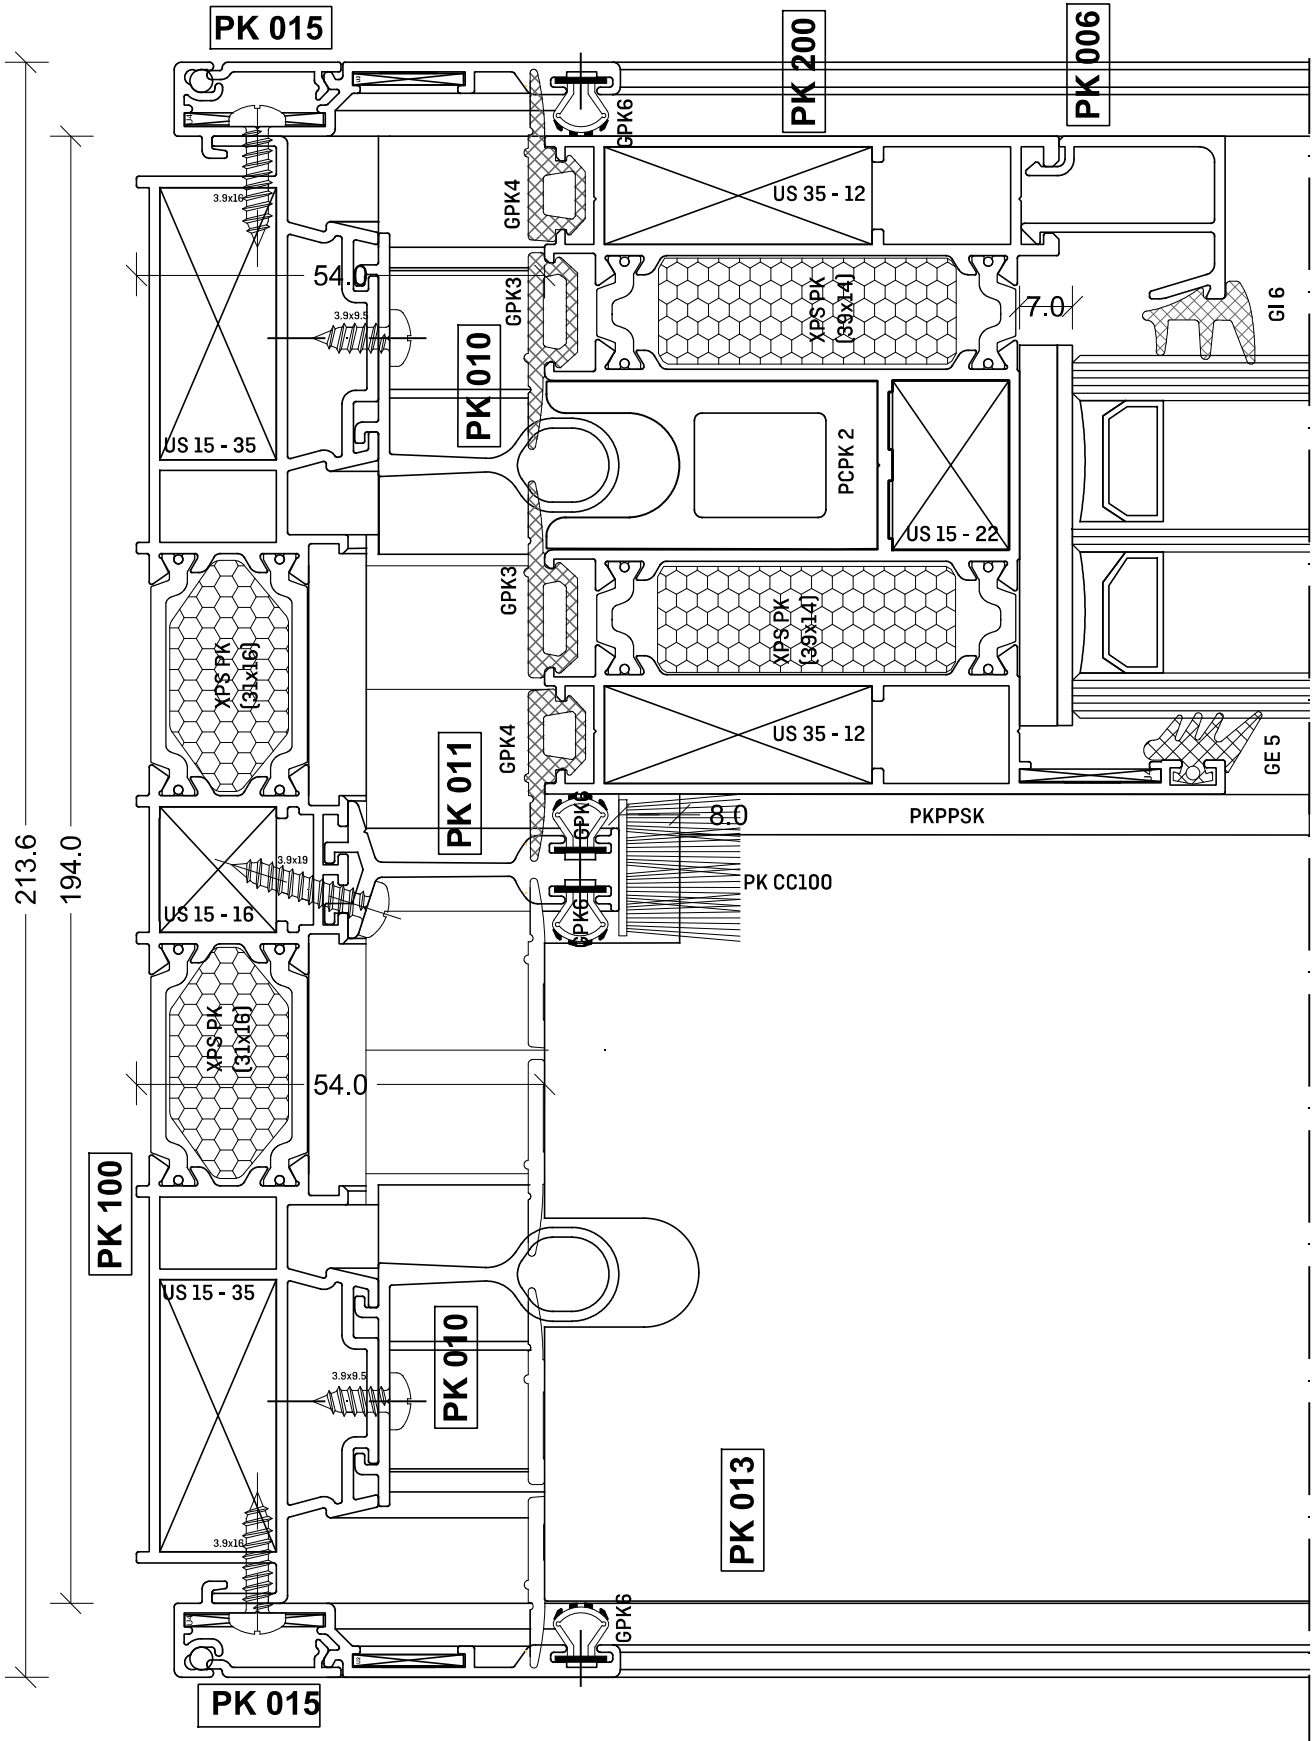 PK 015
PK 200
PK 006
GPK6
US 35 - 12
3.9x16
GPK4
54.0
GPK3
XPS PK
(39x14)
7.0
GI 6
3.9x9.5
PK 010
US 15 - 35
PCPK 2
US 15 - 22
GPK3
XPS PK
(39x14)
XPS PK
(31x16)
GPK4
US 35 - 12
PK 011
GE 5
GPK6
8.0
PKPPSK
213.6
194.0
3.9x19
US 15 - 16
PK CC100
GPK6
XPS PK
(31x16)
54.0
PK 100
US 15 - 35
PK 010
3.9x9.5
PK 013
3.9x16
GPK6
PK 015